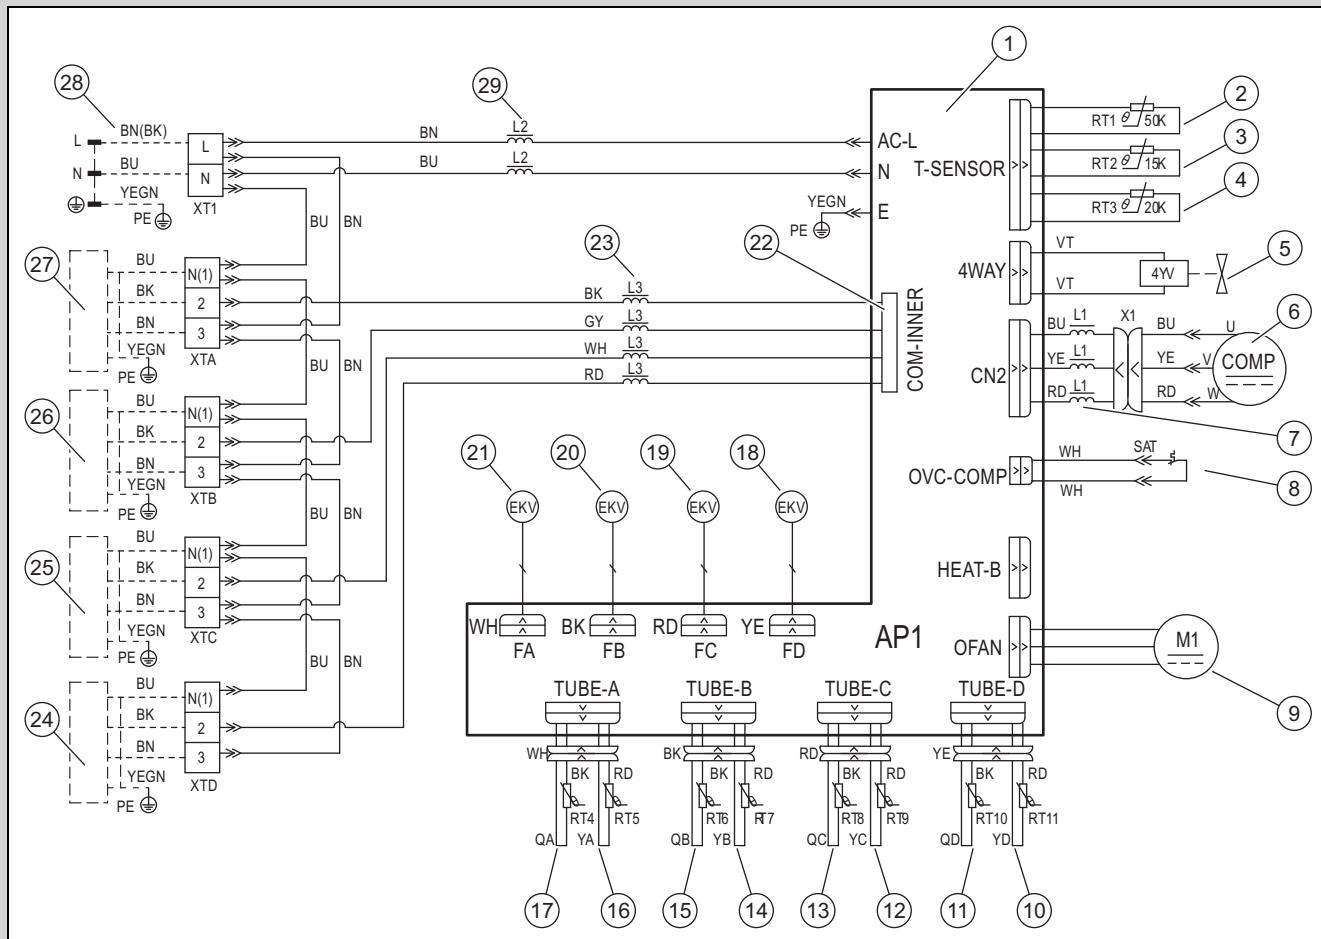 1
28
29
BN(BK)
L
L
BN
L2
AC-L
RT1 θ 50K
2
BU
N
N
BU
L2
N
T-SENSOR
RT2 θ 15K
3
YEGN
PE
XT1
YEGN
PE
E
RT3 θ 20K
4
BU
BN
27
BU
N(1)
23
22
4WAY
VT
VT
4YV
5
BK
2
BK
L3
BN
3
GY
L3
YEGN
PE
XTA
WH
L3
RD
L3
COM-INNER
CN2
BU
L1
X1
BU
U
YE
L1
YE
V
RD
L1
RD
W
COMP
6
7
BU
BN
26
BU
N(1)
BK
2
BN
3
YEGN
PE
XTB
21
20
19
18
OVC-COMP
WH
SAT
WH
8
EKV
EKV
EKV
EKV
BU
BN
25
BU
N(1)
BK
2
BN
3
YEGN
PE
XTC
HEAT-B
WH
FA
BK
FB
RD
FC
YE
FD
AP1
OFAN
M1
9
BU
BN
24
BU
N(1)
BK
2
BN
3
YEGN
PE
XTD
TUBE-A
TUBE-B
TUBE-C
TUBE-D
WH
BK
RD
YE
BK
RD
BK
RD
BK
RD
BK
RD
RT4
RT5
RT6
RT7
RT8
RT9
RT10
RT11
QA
YA
QB
YB
QC
YC
QD
YD
17
16
15
14
13
12
11
10